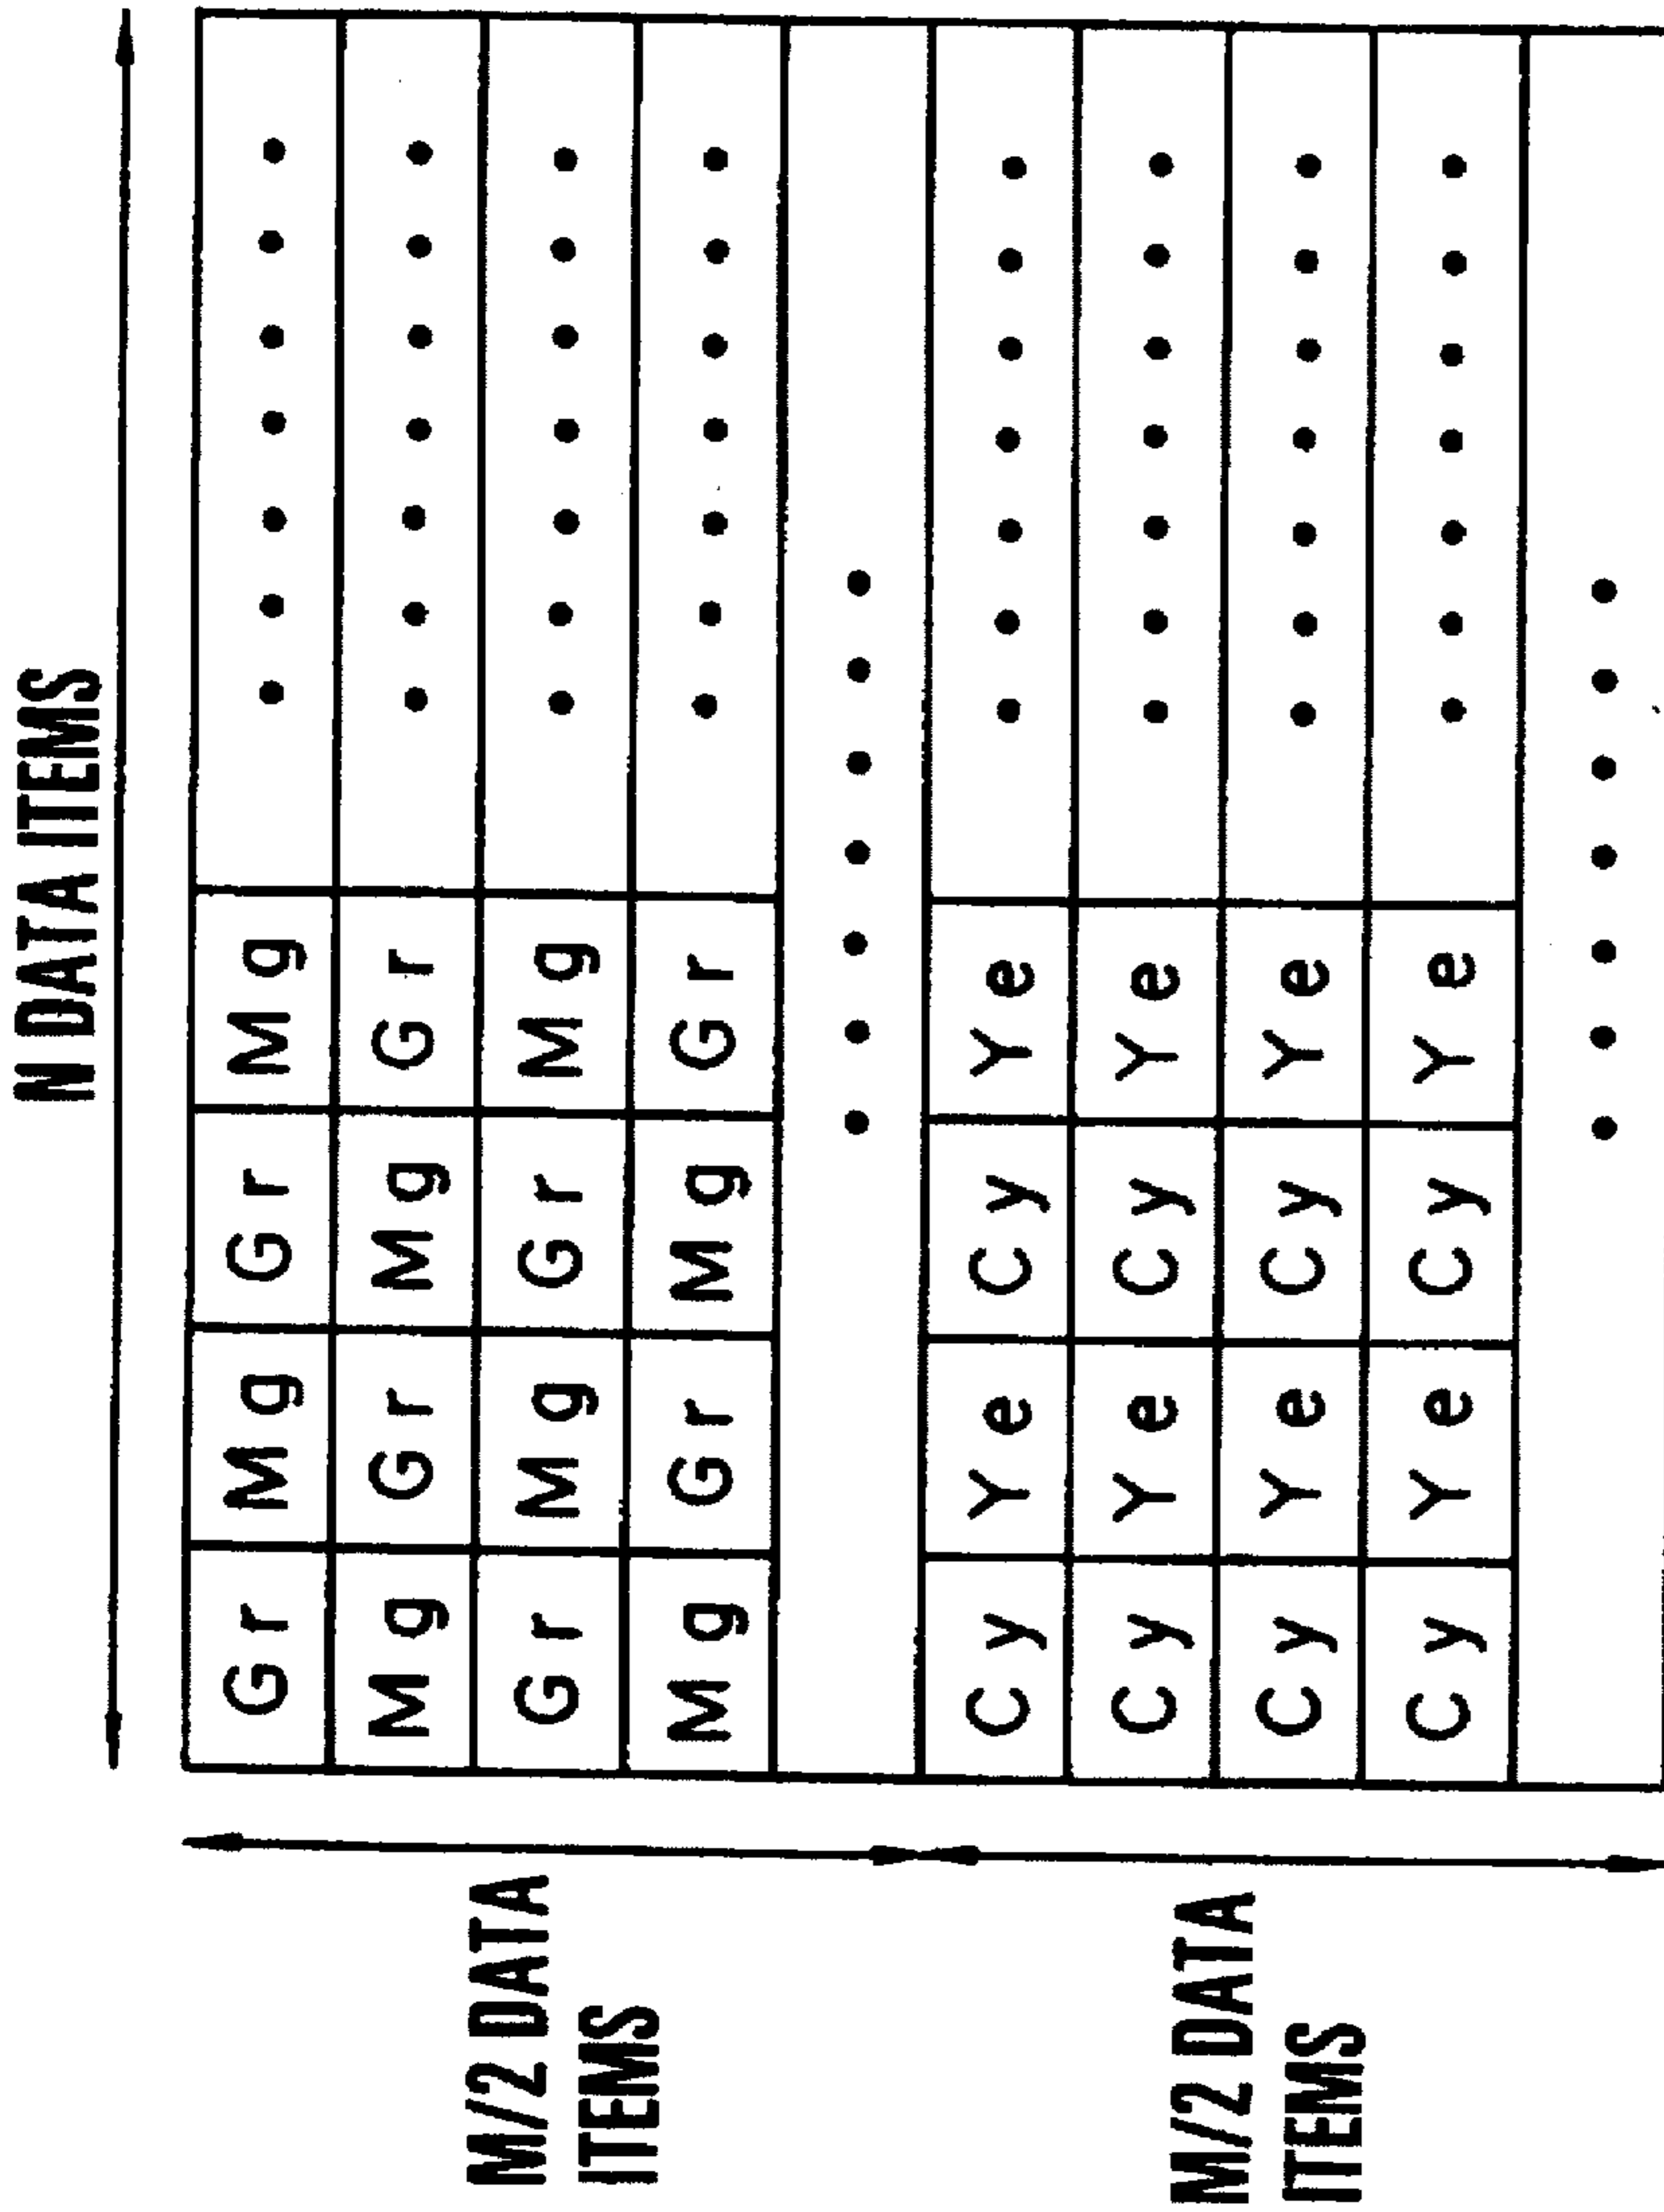 N DATA ITEMS
Gr Mg Gr Mg • • • • • • •
Mg Gr Mg Gr • • • • • • •
M/2 DATA
ITEMS
Gr Mg Gr Mg • • • • • • •
Mg Gr Mg Gr • • • • • • •
• • • • • • •
Cy Ye Cy Ye • • • • • • •
Cy Ye Cy Ye • • • • • • •
M/2 DATA
ITEMS
Cy Ye Cy Ye • • • • • • •
Cy Ye Cy Ye • • • • • • •
• • • • • • •